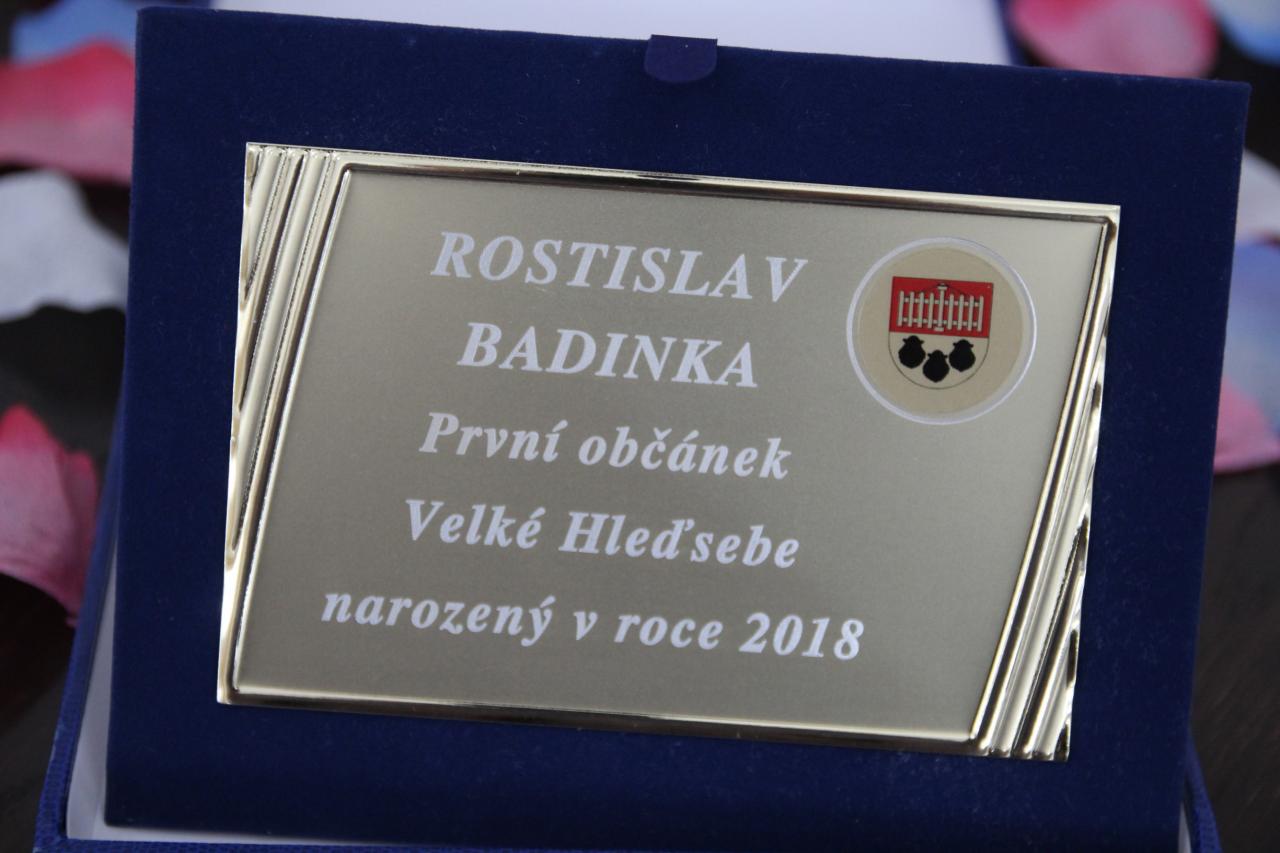 ROSTISLAV
BADINKA
První občánek
Velké Hleďsebe
narozený v roce 2018